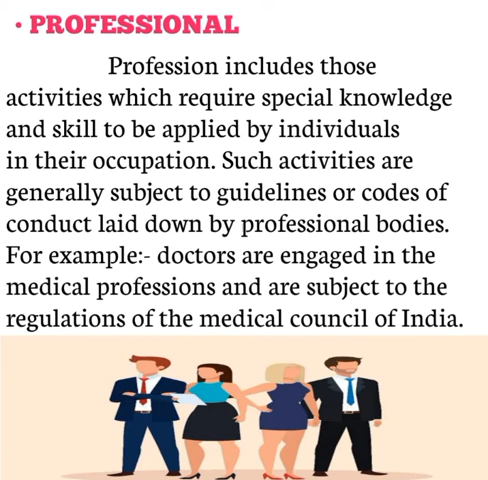 • PROFESSIONAL
Profession includes those
activities which require special knowledge
and skill to be applied by individuals
in their occupation. Such activities are
generally subject to guidelines or codes of
conduct laid down by professional bodies.
For example:- doctors are engaged in the
medical professions and are subject to the
regulations of the medical council of India.